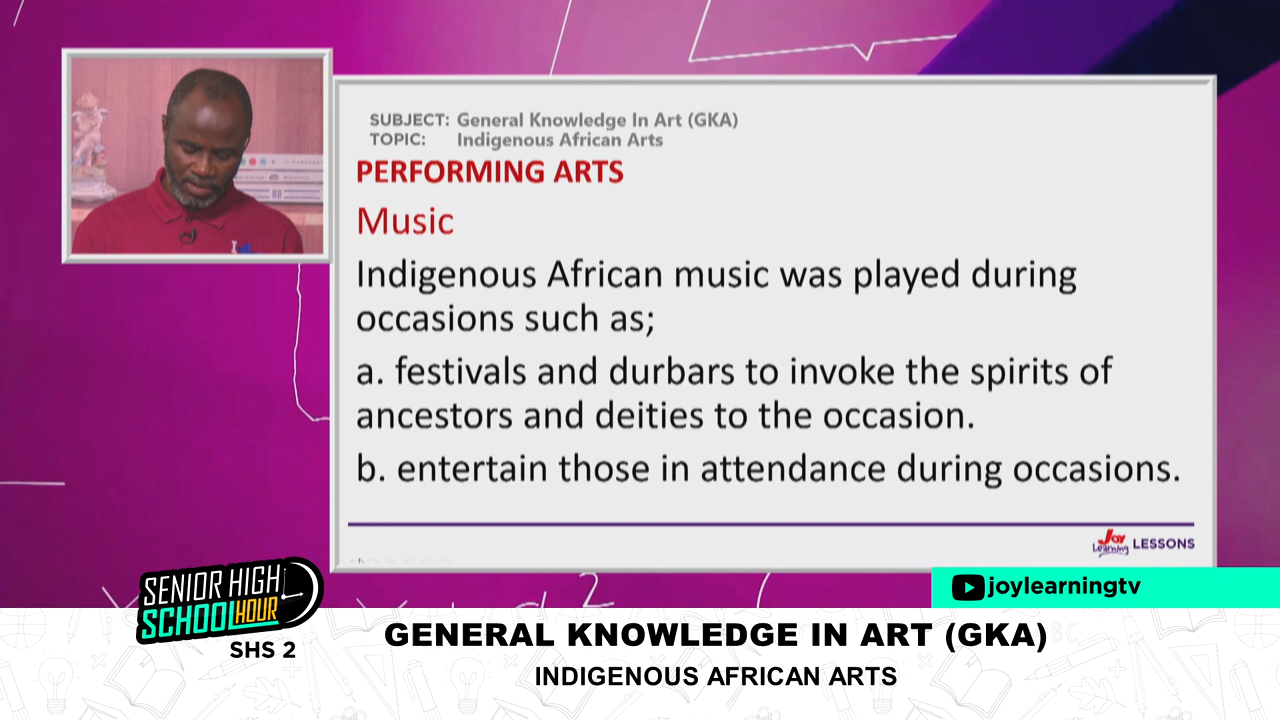 SUBJECT: General Knowledge In Art (GKA)
TOPIC: Indigenous African Arts
PERFORMING ARTS
Music
Indigenous African music was played during
occasions such as;
a. festivals and durbars to invoke the spirits of
ancestors and deities to the occasion.
b. entertain those in attendance during occasions.
Joy
Learning
LESSONS
joylearningtv
SENIOR HIGH
SCHOOL HOUR
SHS 2
GENERAL KNOWLEDGE IN ART (GKA)
INDIGENOUS AFRICAN ARTS